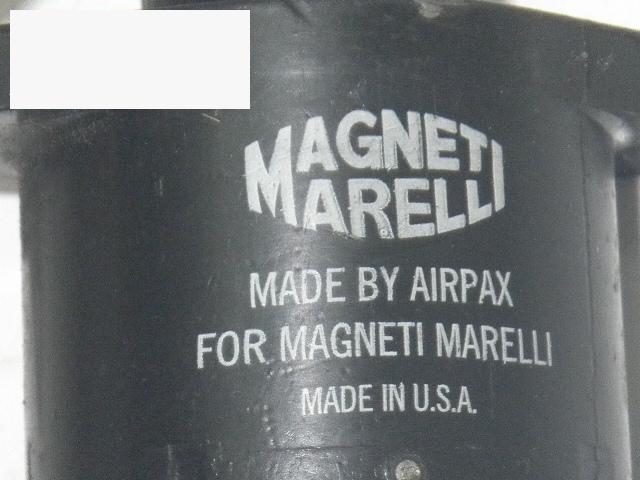 MAGNETI
MARELLI
MADE BY AIRPAX
FOR MAGNETI MARELLI
MADE IN U.S.A.